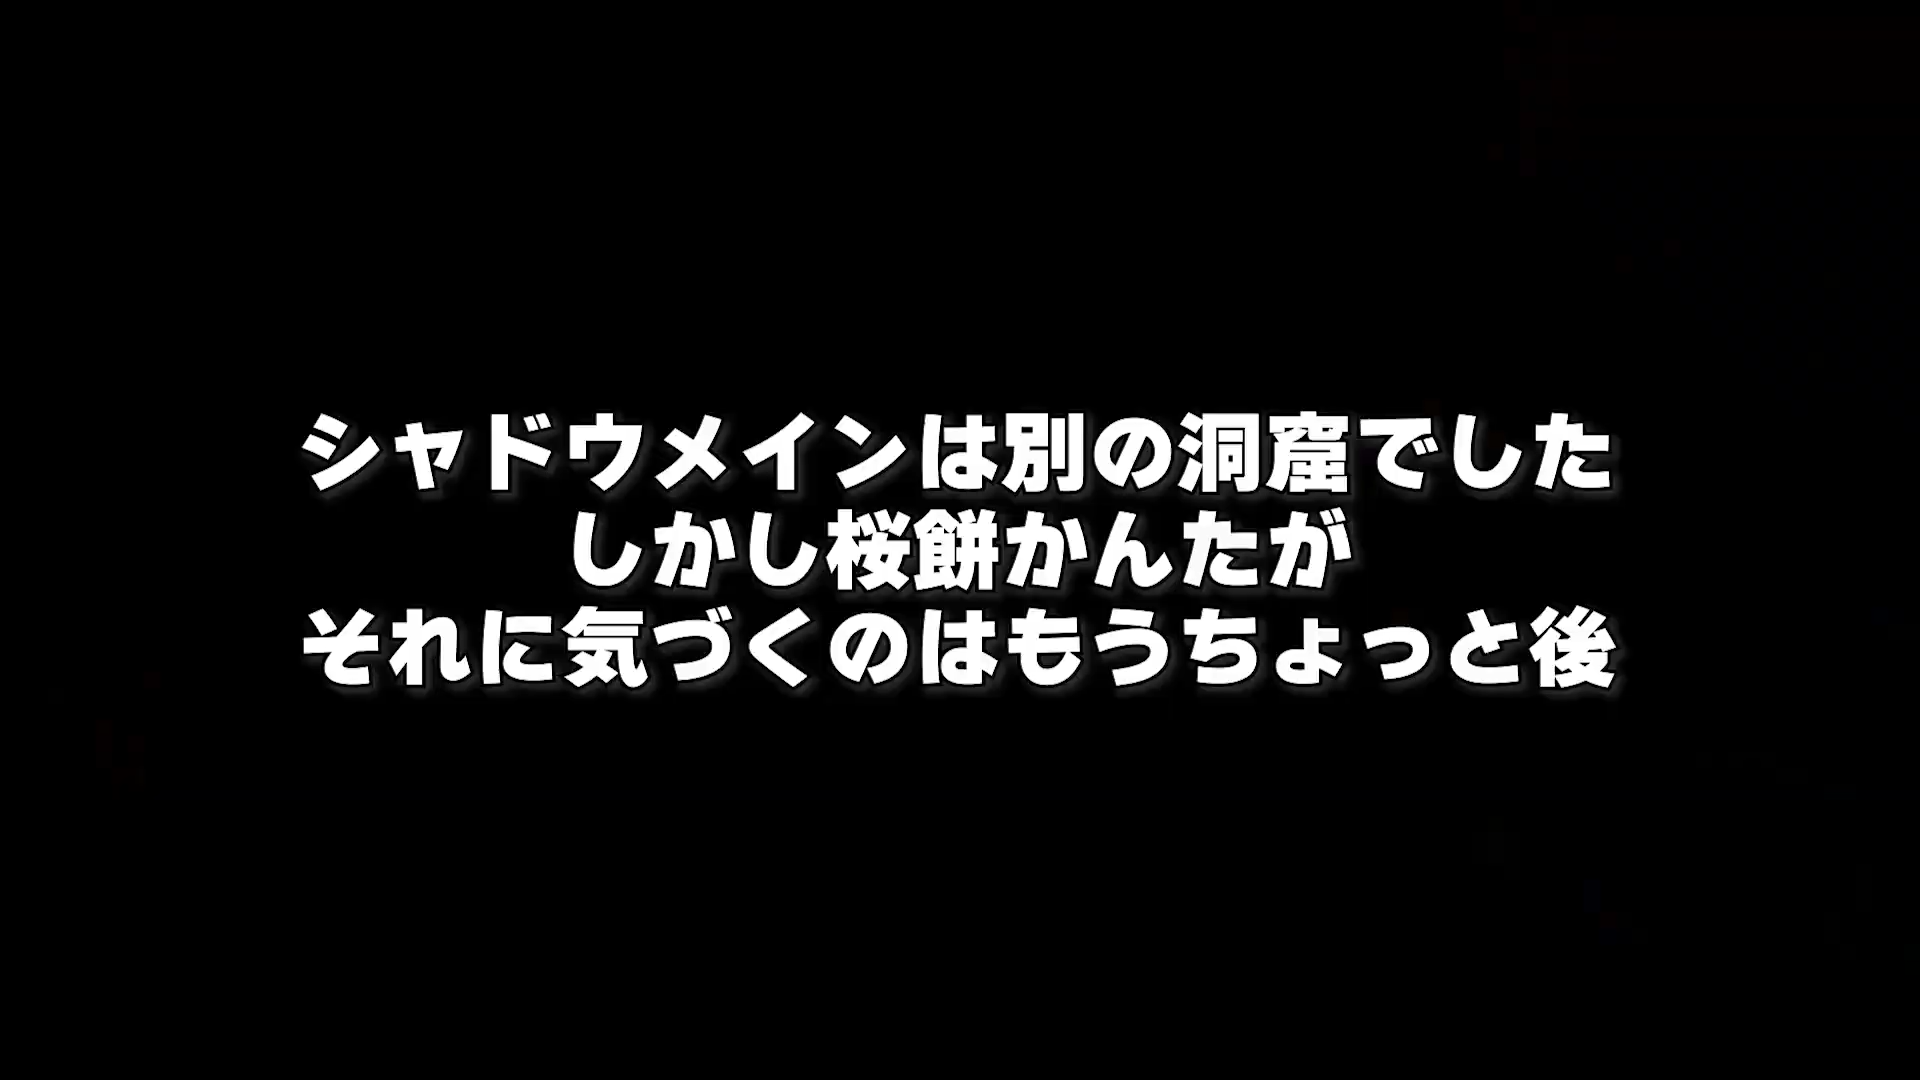 シャドウメインは別の洞窟でした
しかし桜餅かんたが
それに気づくのはもうちょっと後